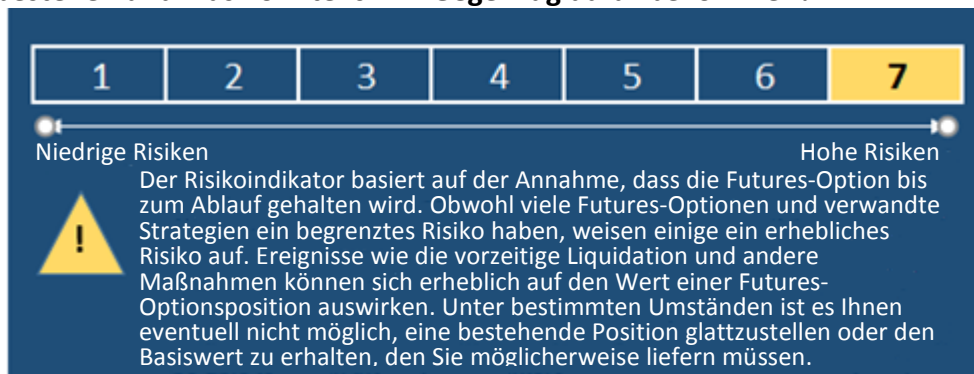 1 2 3 4 5 6 7
Niedrige Risiken Hohe Risiken
Der Risikoindikator basiert auf der Annahme, dass die Futures-Option bis
zum Ablauf gehalten wird. Obwohl viele Futures-Optionen und verwandte
Strategien ein begrenztes Risiko haben, weisen einige ein erhebliches
! Risiko auf. Ereignisse wie die vorzeitige Liquidation und andere
Maßnahmen können sich erheblich auf den Wert einer Futures-
Optionsposition auswirken. Unter bestimmten Umständen ist es Ihnen
eventuell nicht möglich, eine bestehende Position glattzustellen oder den
Basiswert zu erhalten, den Sie möglicherweise liefern müssen.